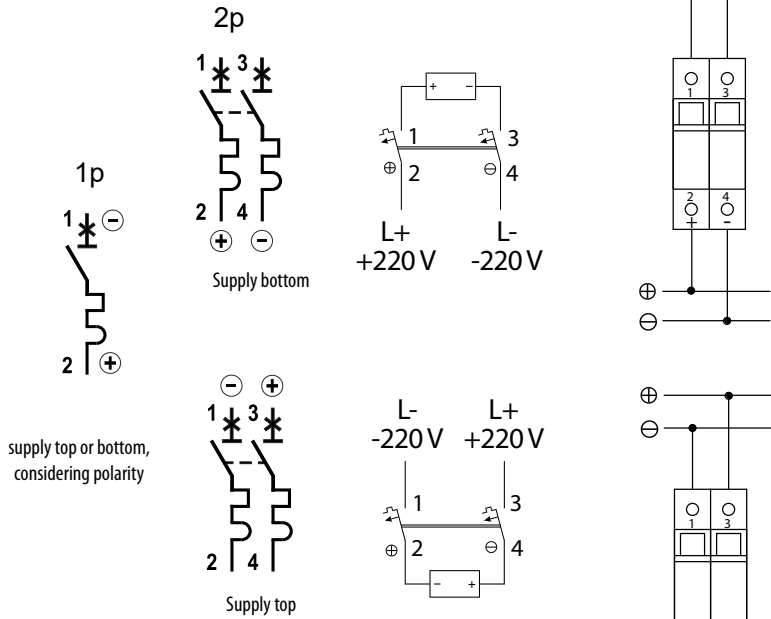 2p
1 3
2 4
⊕ ⊖
Supply bottom
1p
1 ⊖
2 ⊕
supply top or bottom,
considering polarity
+ -
1 3
⊕ 2 ⊖ 4
L+ L-
+220 V -220 V
1 3
2 4
+ -
⊕
⊖
⊖ ⊕
1 3
2 4
Supply top
L- L+
-220 V +220 V
1 3
⊕ 2 ⊖ 4
- +
⊕
⊖
1 3